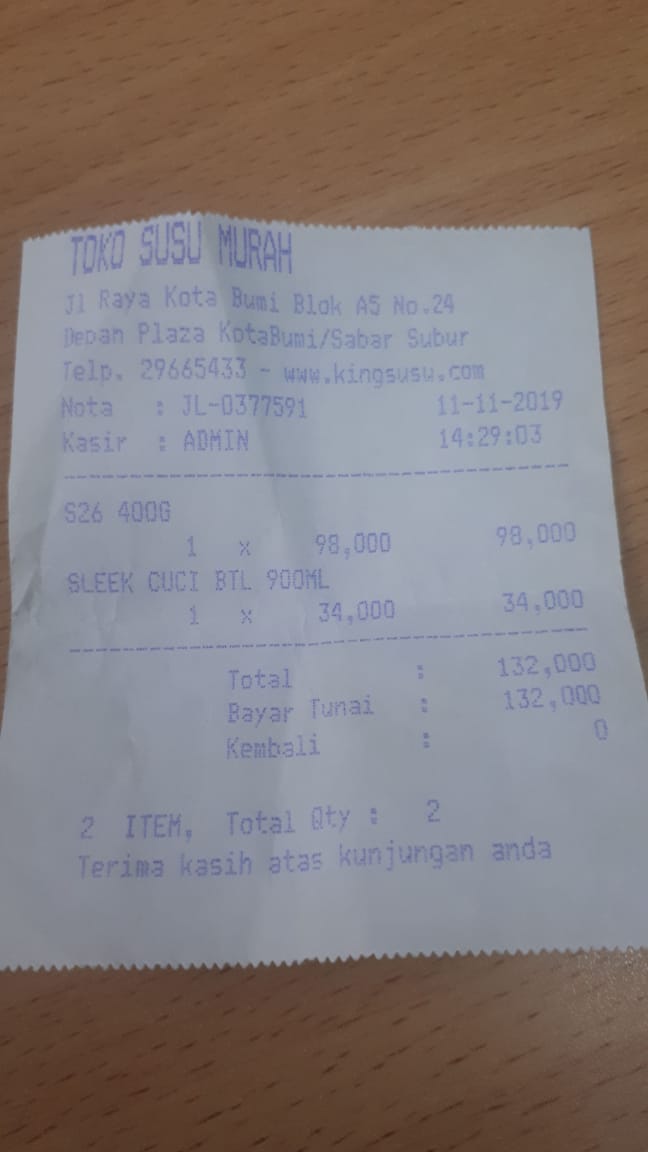 TOKO SUSU MURAH
Jl Raya Kota Bumi Blok A5 No.24
Depan Plaza KotaBumi/Sabar Subur
Telp. 29665433 - www.kingsusu.com
Nota : JL-0377591 11-11-2019
Kasir : ADMIN 14:29:03
S26 400G
1 x 98,000 98,000
SLEEK CUCI BTL 900ML
1 x 34,000 34,000
Total : 132,000
Bayar Tunai : 132,000
Kembali : 0
2 ITEM, Total Qty : 2
Terima kasih atas kunjungan anda